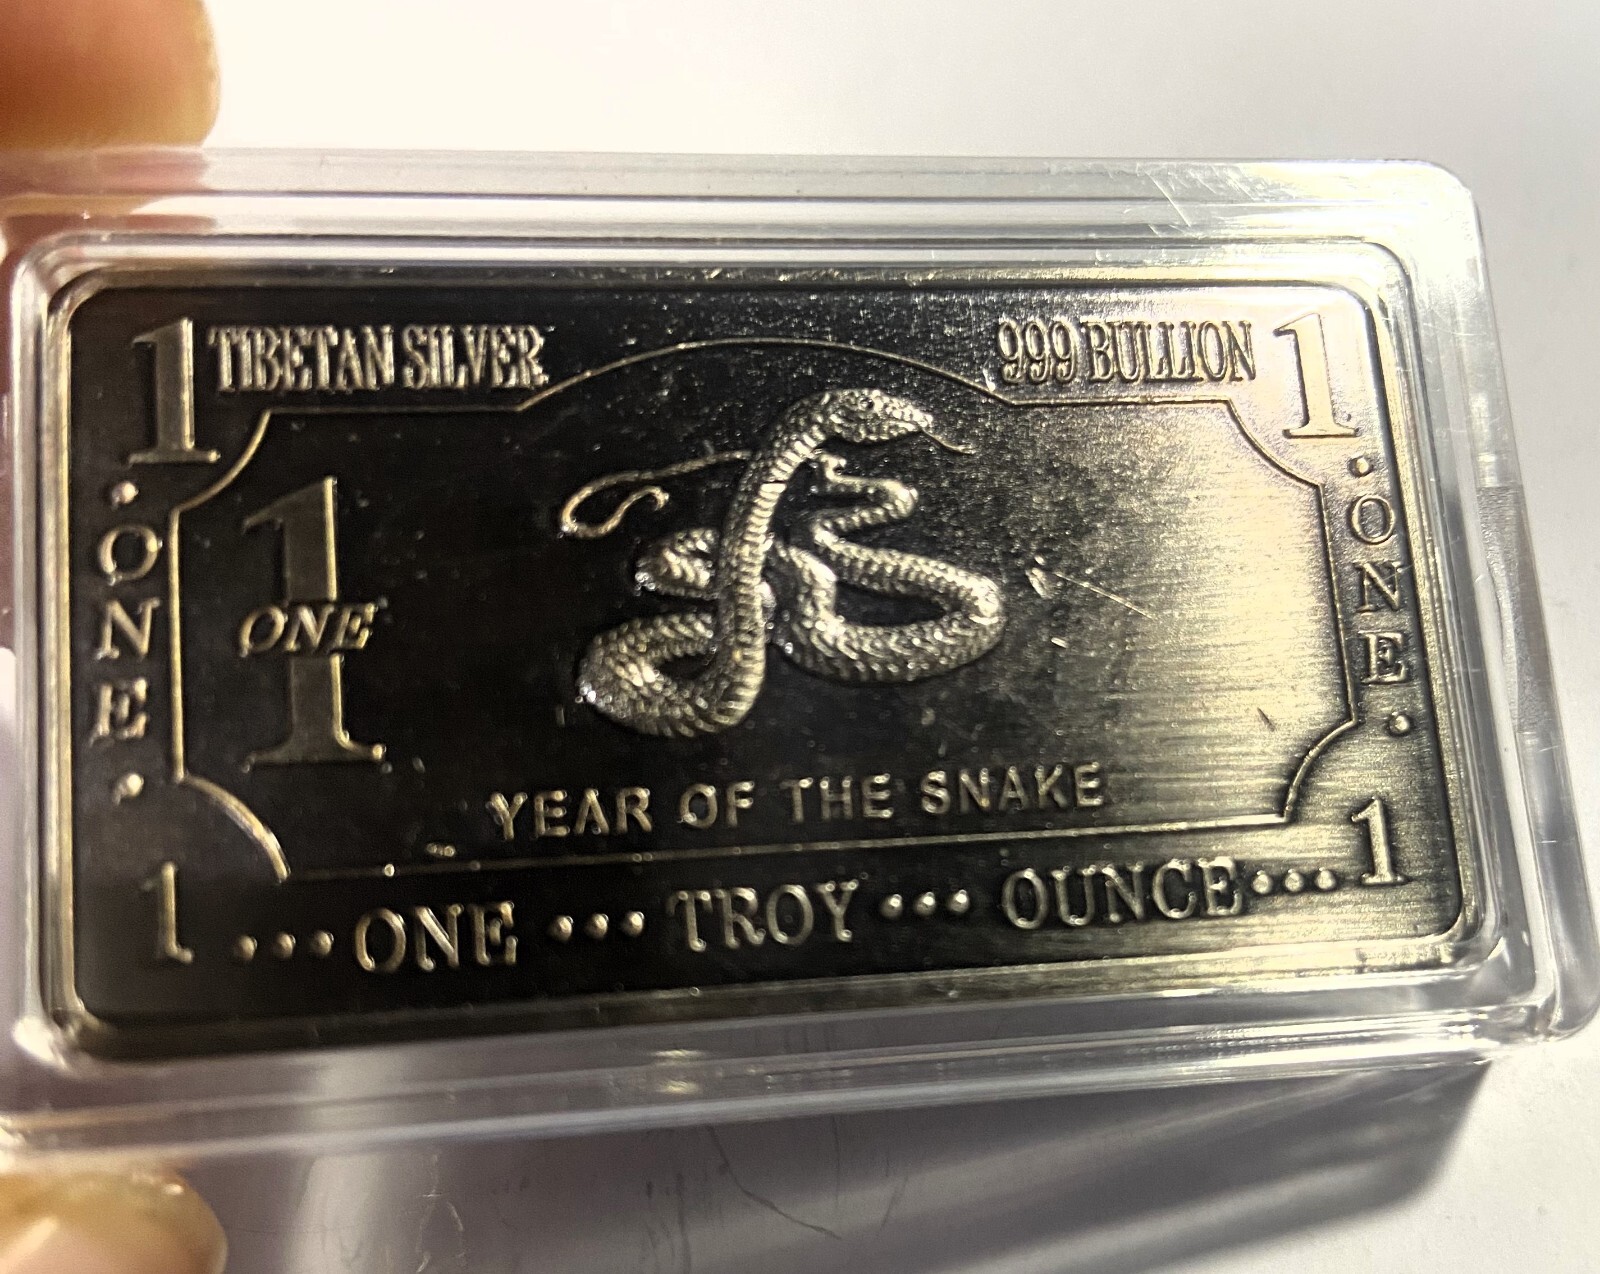 1 TIBETAN SILVER 999 BULLION 1
• ONE •
1
ONE
• ONE •
YEAR OF THE SNAKE
1 ... ONE ... TROY ... OUNCE ... 1